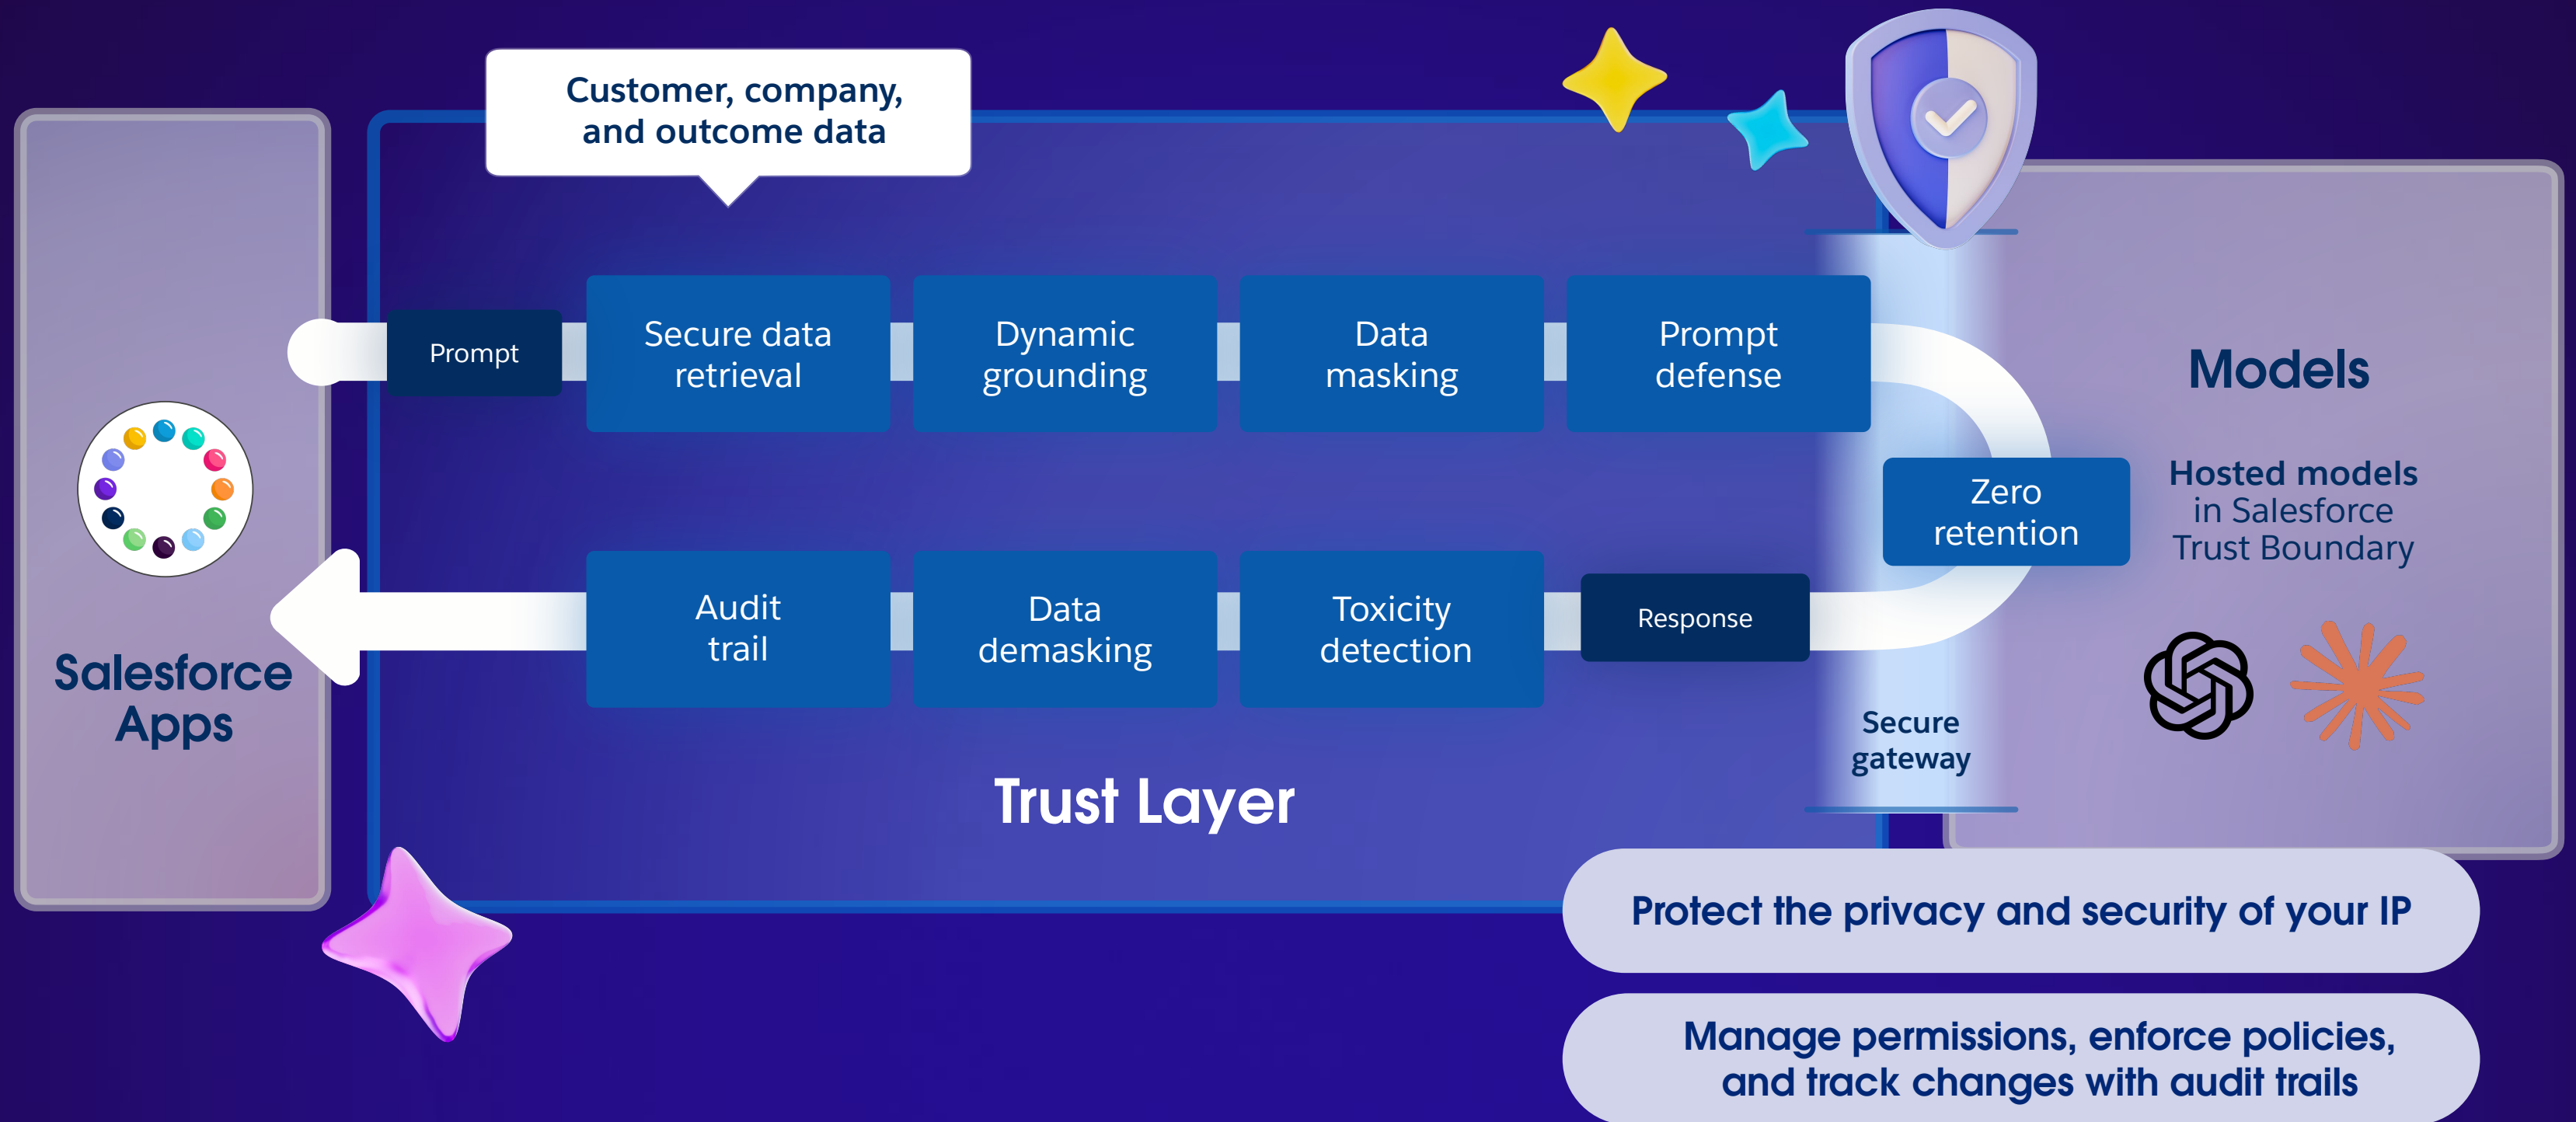 Customer, company,
and outcome data
Prompt
Secure data
retrieval
Dynamic
grounding
Data
masking
Prompt
defense
Models
Hosted models
in Salesforce
Trust Boundary
Zero
retention
Salesforce
Apps
Audit
trail
Data
demasking
Toxicity
detection
Response
Secure
gateway
Trust Layer
Protect the privacy and security of your IP
Manage permissions, enforce policies,
and track changes with audit trails